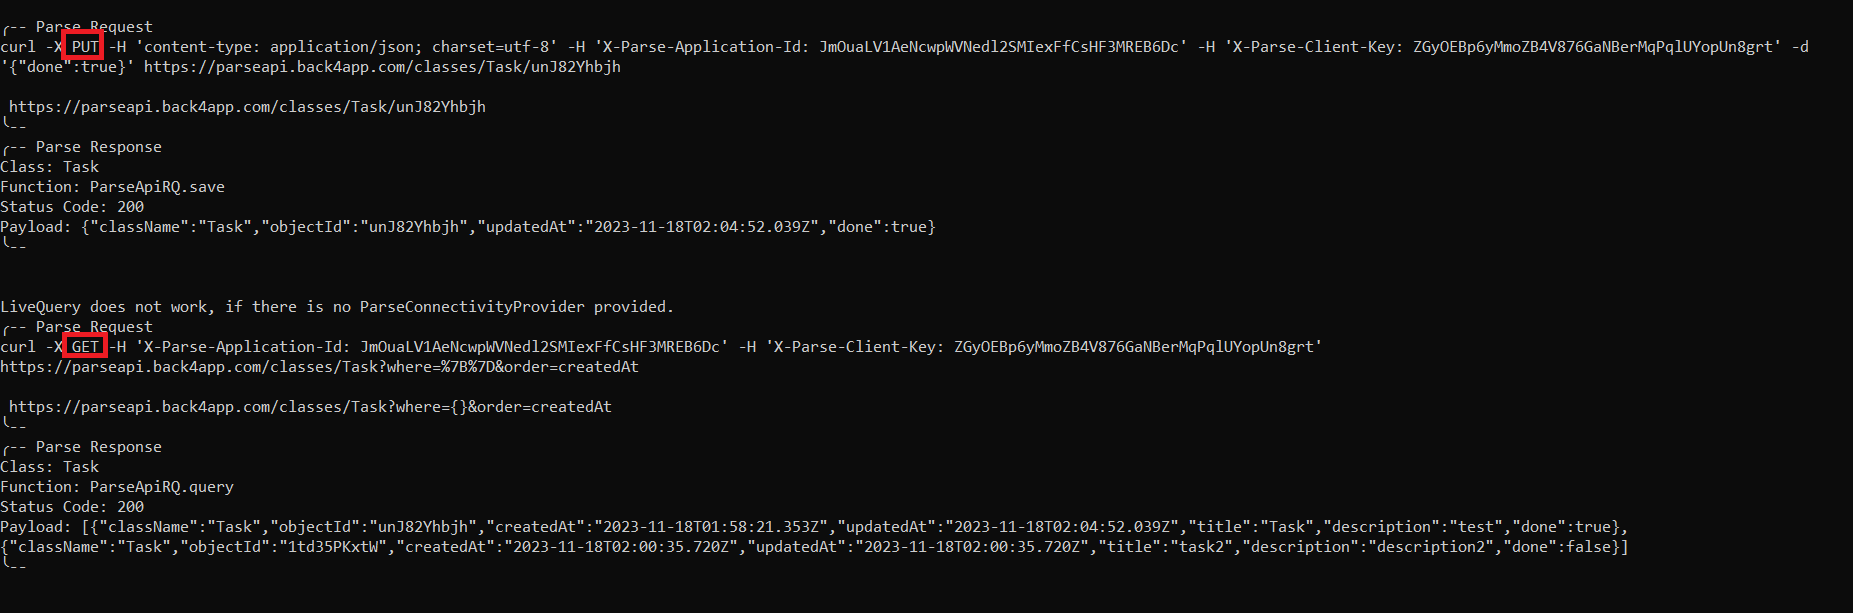 ╭-- Parse Request
curl -X PUT -H 'content-type: application/json; charset=utf-8' -H 'X-Parse-Application-Id: JmOuaLV1AeNcwpWVNedl2SMIexFfCsHF3MREB6Dc' -H 'X-Parse-Client-Key: ZGyOEBp6yMmoZB4V876GaNBerMqPqlUYopUn8grt' -d
'{"done":true}' https://parseapi.back4app.com/classes/Task/unJ82Yhbjh
https://parseapi.back4app.com/classes/Task/unJ82Yhbjh
╰--
╭-- Parse Response
Class: Task
Function: ParseApiRQ.save
Status Code: 200
Payload: {"className":"Task","objectId":"unJ82Yhbjh","updatedAt":"2023-11-18T02:04:52.039Z","done":true}
╰--
LiveQuery does not work, if there is no ParseConnectivityProvider provided.
╭-- Parse Request
curl -X GET -H 'X-Parse-Application-Id: JmOuaLV1AeNcwpWVNedl2SMIexFfCsHF3MREB6Dc' -H 'X-Parse-Client-Key: ZGyOEBp6yMmoZB4V876GaNBerMqPqlUYopUn8grt'
https://parseapi.back4app.com/classes/Task?where=%7B%7D&order=createdAt
https://parseapi.back4app.com/classes/Task?where={}&order=createdAt
╰--
╭-- Parse Response
Class: Task
Function: ParseApiRQ.query
Status Code: 200
Payload: [{"className":"Task","objectId":"unJ82Yhbjh","createdAt":"2023-11-18T01:58:21.353Z","updatedAt":"2023-11-18T02:04:52.039Z","title":"Task","description":"test","done":true},
{"className":"Task","objectId":"1td35PKxtW","createdAt":"2023-11-18T02:00:35.720Z","updatedAt":"2023-11-18T02:00:35.720Z","title":"task2","description":"description2","done":false}]
╰--